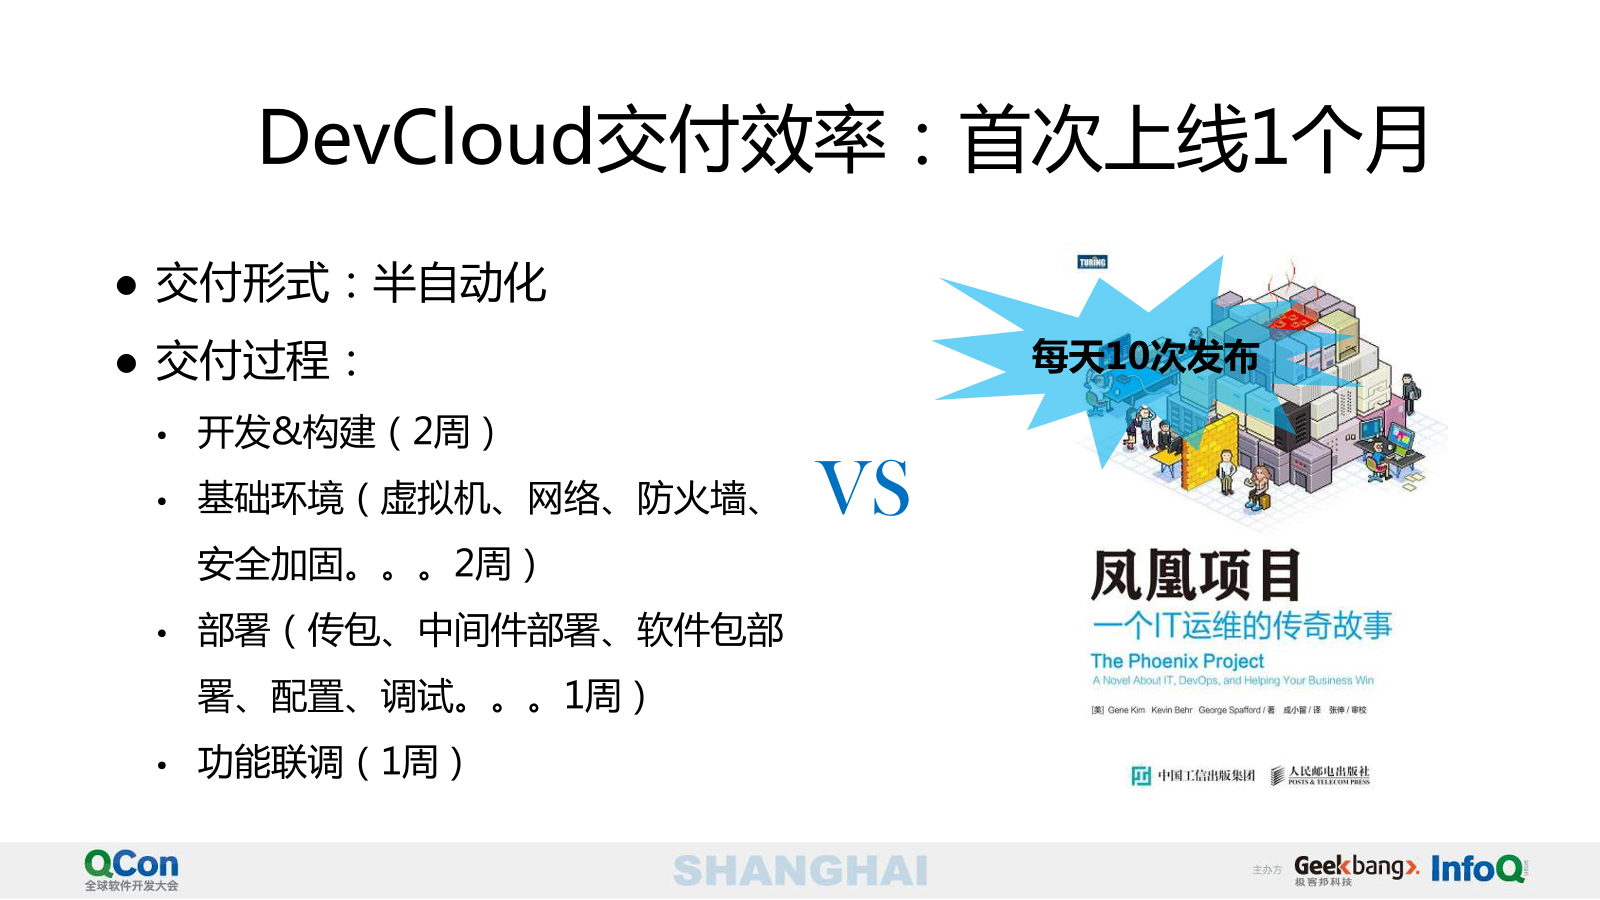 DevCloud交付效率：首次上线1个月
● 交付形式：半自动化
● 交付过程：
• 开发&构建（2周）
• 基础环境（虚拟机、网络、防火墙、
安全加固。。。2周）
• 部署（传包、中间件部署、软件包部
署、配置、调试。。。1周）
• 功能联调（1周）
VS
TURING
每天10次发布
凤凰项目
一个IT运维的传奇故事
The Phoenix Project
A Novel About IT, DevOps, and Helping Your Business Win
[美] Gene Kim Kevin Behr George Spafford / 著 成小留 / 译 张伸 / 审校
中国工信出版集团
人民邮电出版社
POSTS & TELECOM PRESS
QCon
全球软件开发大会
SHANGHAI
主办方
Geekbang
极客邦科技
InfoQ